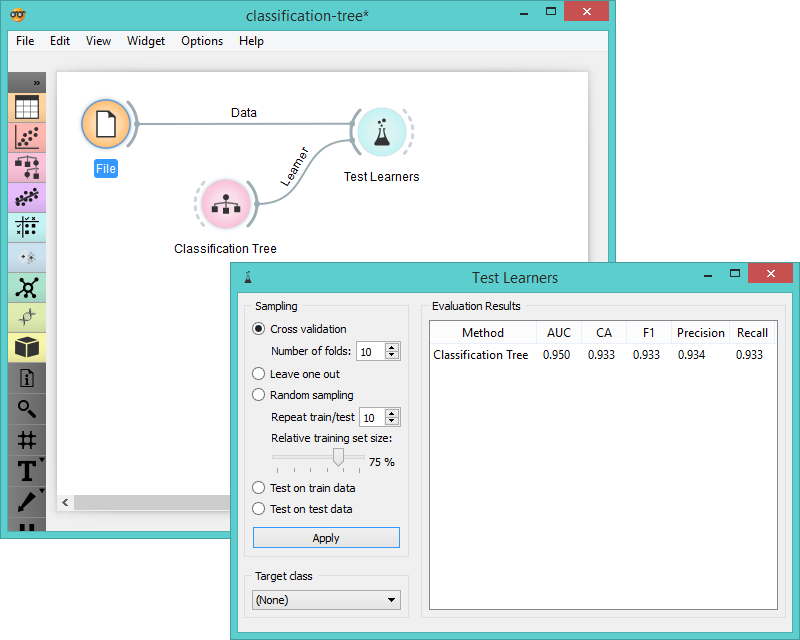 classification-tree*
File Edit View Widget Options Help
»
Data
File
Learner
Test Learners
Classification Tree
T
Test Learners
Sampling
Cross validation
Number of folds: 10
Leave one out
Random sampling
Repeat train/test 10
Relative training set size:
75 %
Test on train data
Test on test data
Apply
Target class
(None)
Evaluation Results
Method AUC CA F1 Precision Recall
Classification Tree 0.950 0.933 0.933 0.934 0.933